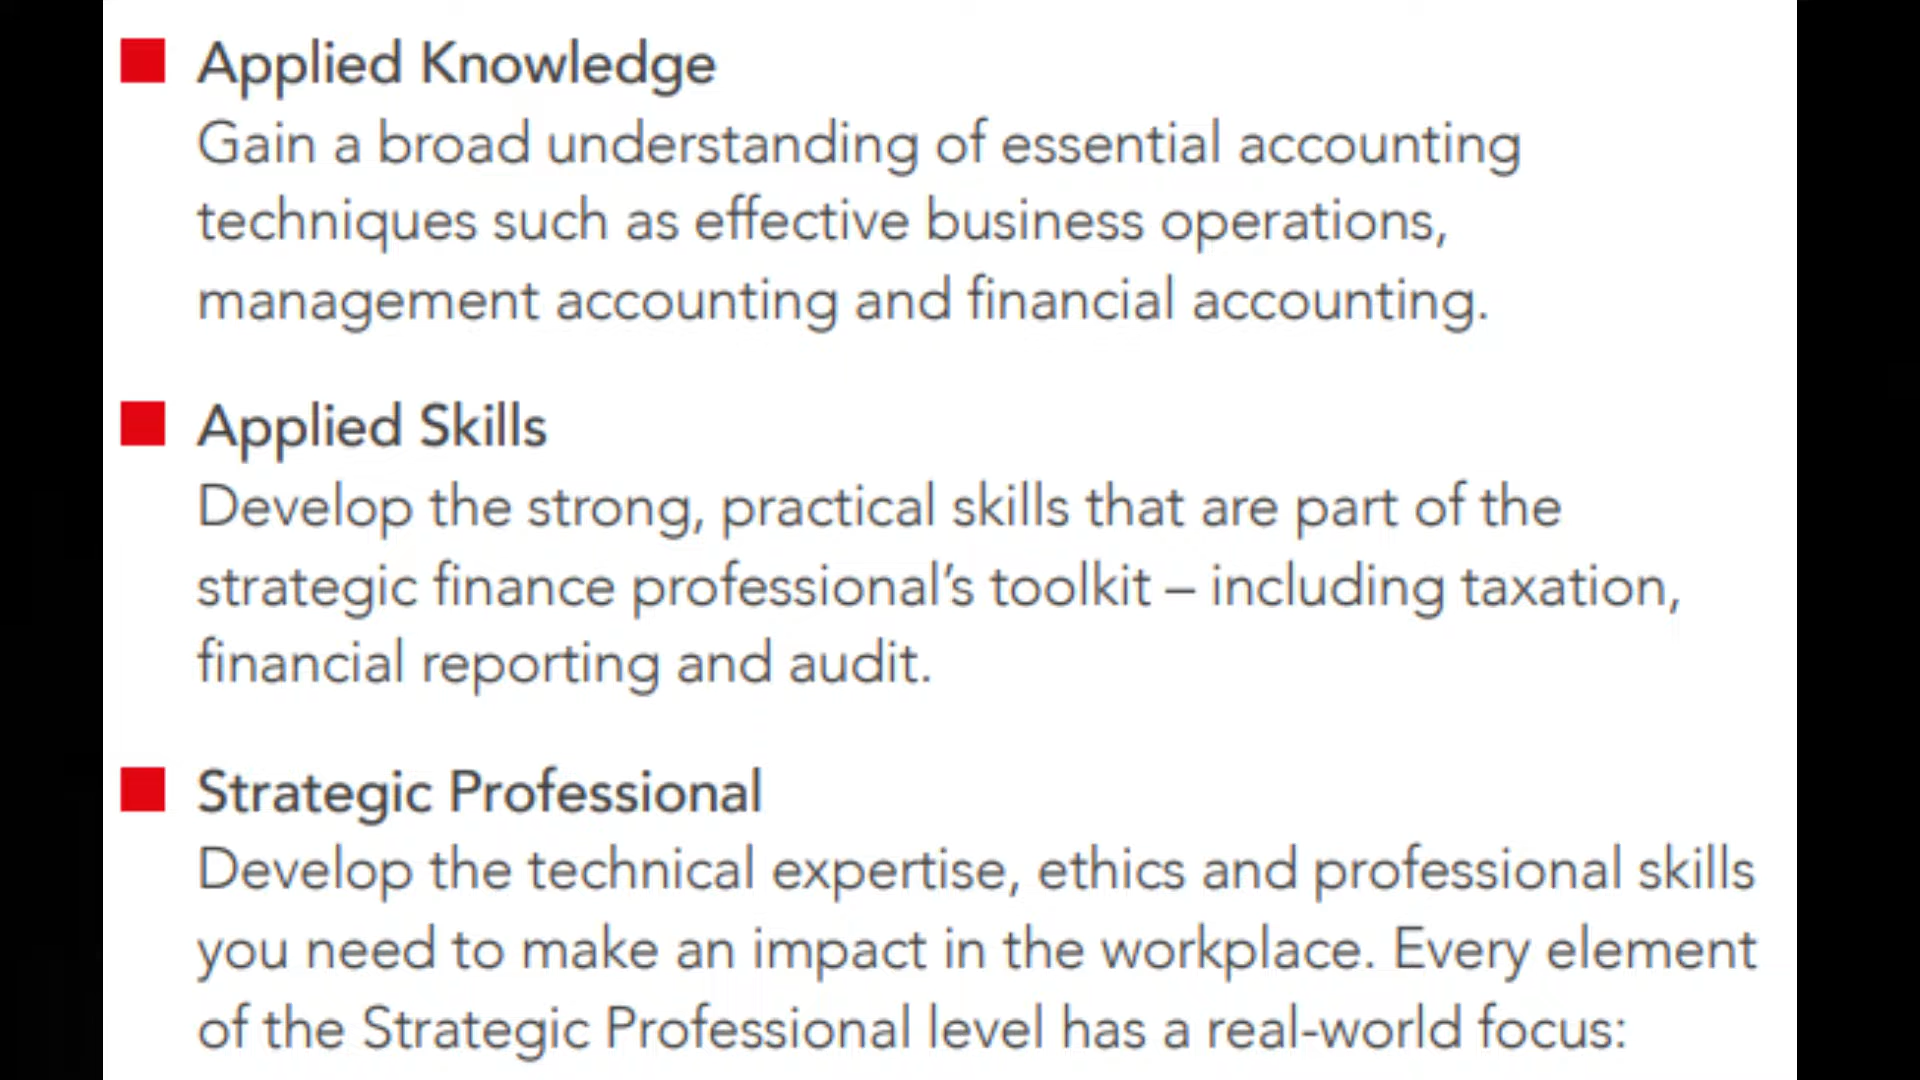 Applied Knowledge
Gain a broad understanding of essential accounting
techniques such as effective business operations,
management accounting and financial accounting.
Applied Skills
Develop the strong, practical skills that are part of the
strategic finance professional’s toolkit – including taxation,
financial reporting and audit.
Strategic Professional
Develop the technical expertise, ethics and professional skills
you need to make an impact in the workplace. Every element
of the Strategic Professional level has a real-world focus: